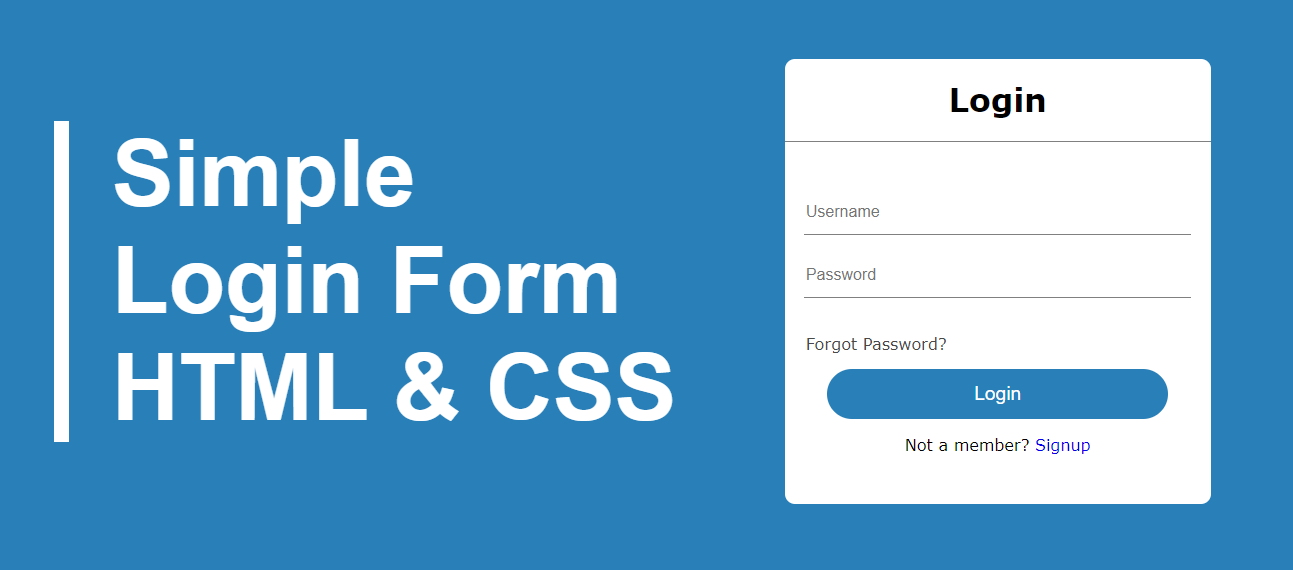 Simple
Login Form
HTML & CSS
Login
Username
Password
Forgot Password?
Login
Not a member? Signup